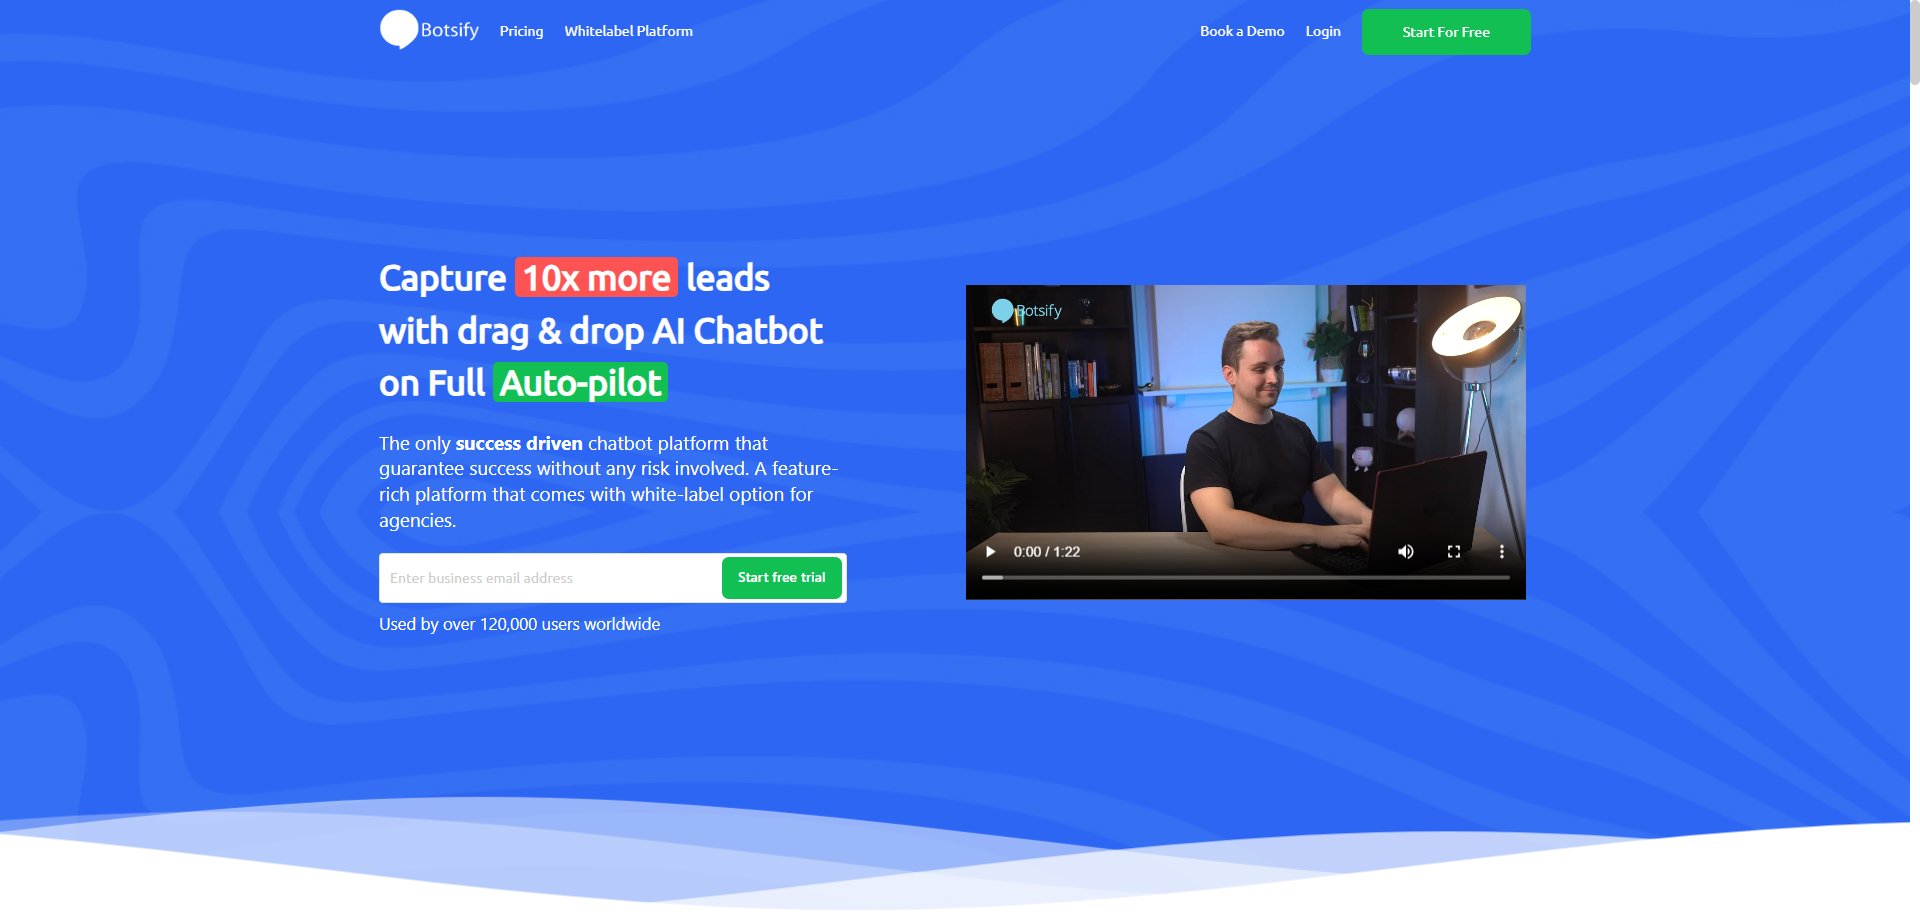 Botsify
Pricing
Whitelabel Platform
Book a Demo
Login
Start For Free
Capture 10x more leads
with drag & drop AI Chatbot
on Full Auto-pilot
The only success driven chatbot platform that
guarantee success without any risk involved. A feature-
rich platform that comes with white-label option for
agencies.
Enter business email address
Start free trial
Used by over 120,000 users worldwide
Botsify
0:00 / 1:22